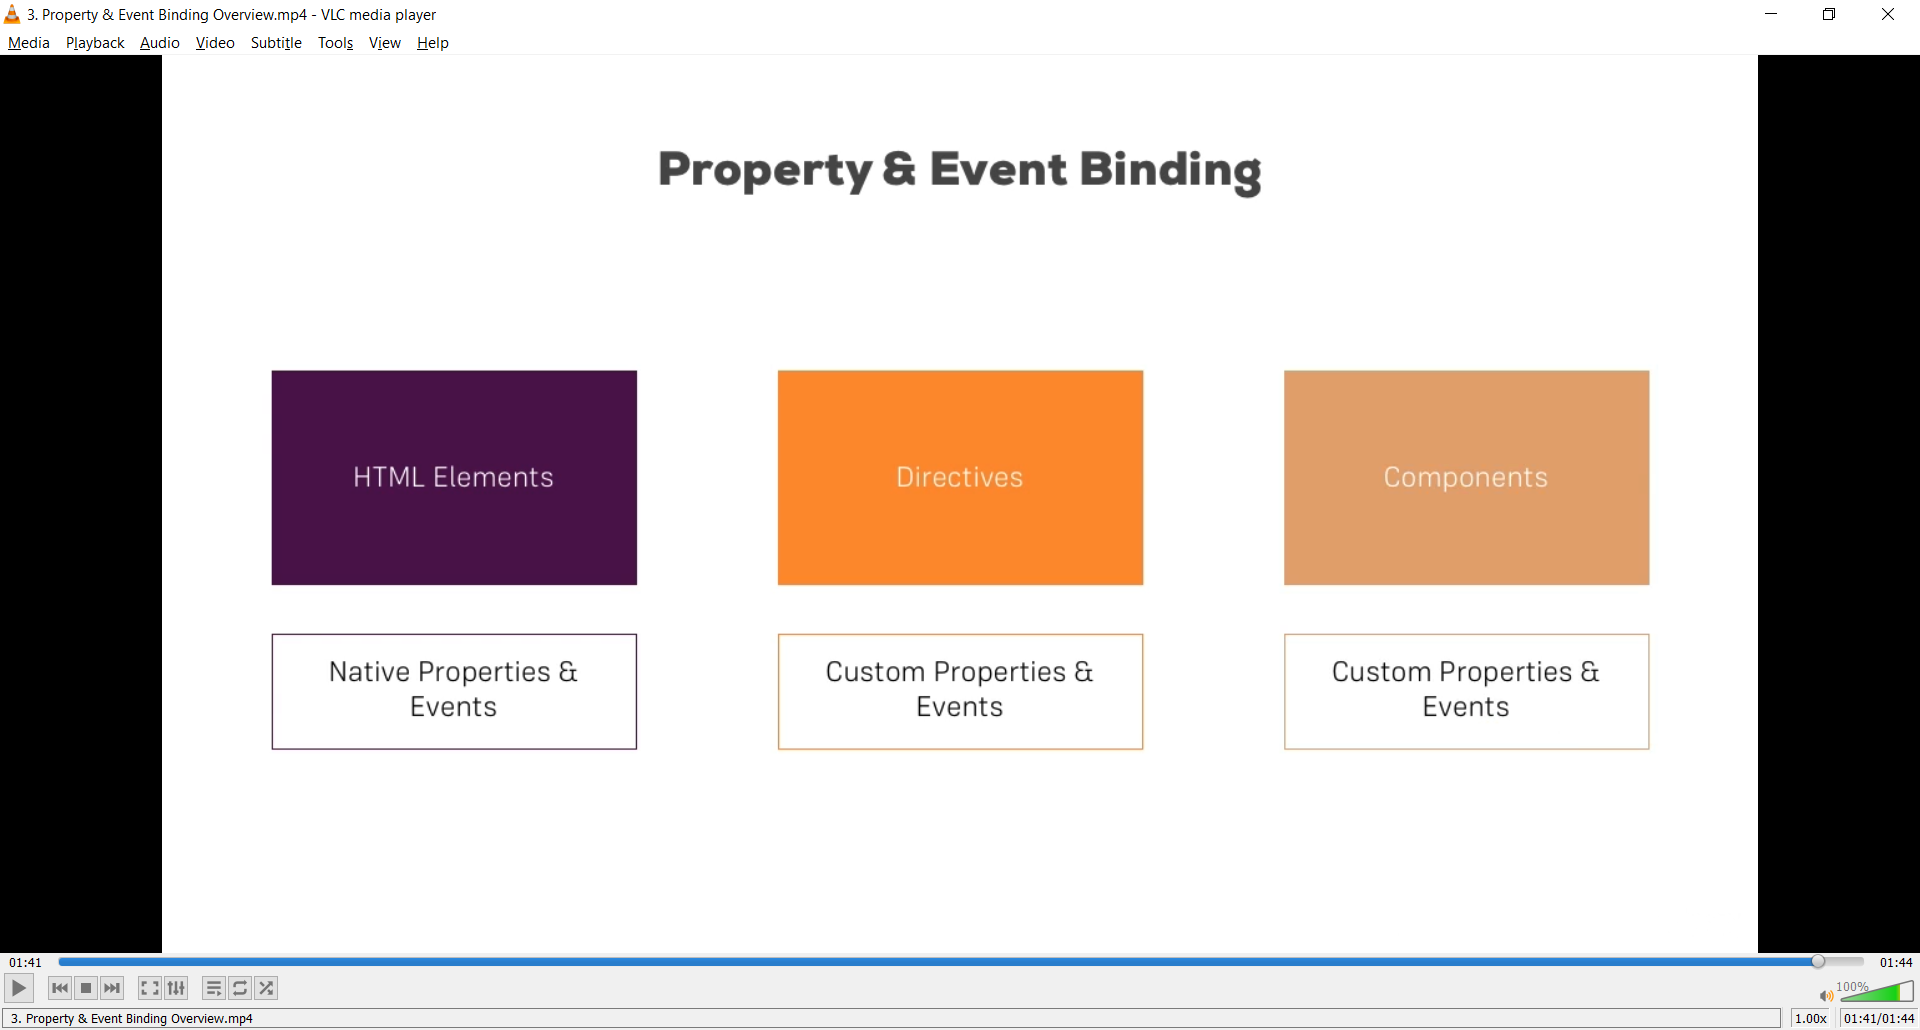 3. Property & Event Binding Overview.mp4 - VLC media player
Media Playback Audio Video Subtitle Tools View Help
Property & Event Binding
HTML Elements
Directives
Components
Native Properties &
Events
Custom Properties &
Events
Custom Properties &
Events
01:41
01:44
100%
3. Property & Event Binding Overview.mp4
1.00x
01:41/01:44